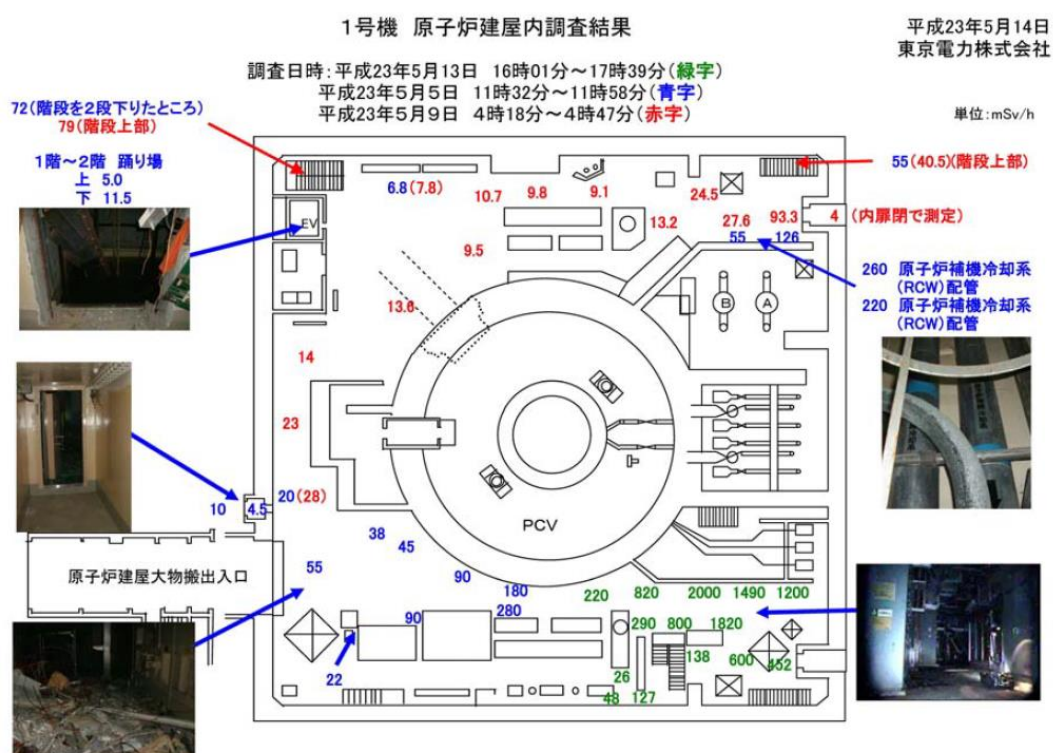 1号機 原子炉建屋内調査結果
平成23年5月14日
東京電力株式会社
調査日時:平成23年5月13日 16時01分~17時39分(緑字)
平成23年5月5日 11時32分~11時58分(青字)
平成23年5月9日 4時18分~4時47分(赤字)
単位:mSv/h
72(階段を2段下りたところ)
79(階段上部)
1階~2階 踊り場
上 5.0
下 11.5
55(40.5)(階段上部)
6.8(7.8)
10.7
9.8
9.1
24.5
EV
13.2
27.6
93.3
4 (内扉閉で測定)
55
126
9.5
260 原子炉補機冷却系
(RCW)配管
220 原子炉補機冷却系
(RCW)配管
13.6
B
A
14
23
10
4.5
20(28)
PCV
38
45
原子炉建屋大物搬出入口
55
90
180
220
820
2000
1490
1200
90
280
290
800
1820
138
600
452
22
26
48
127